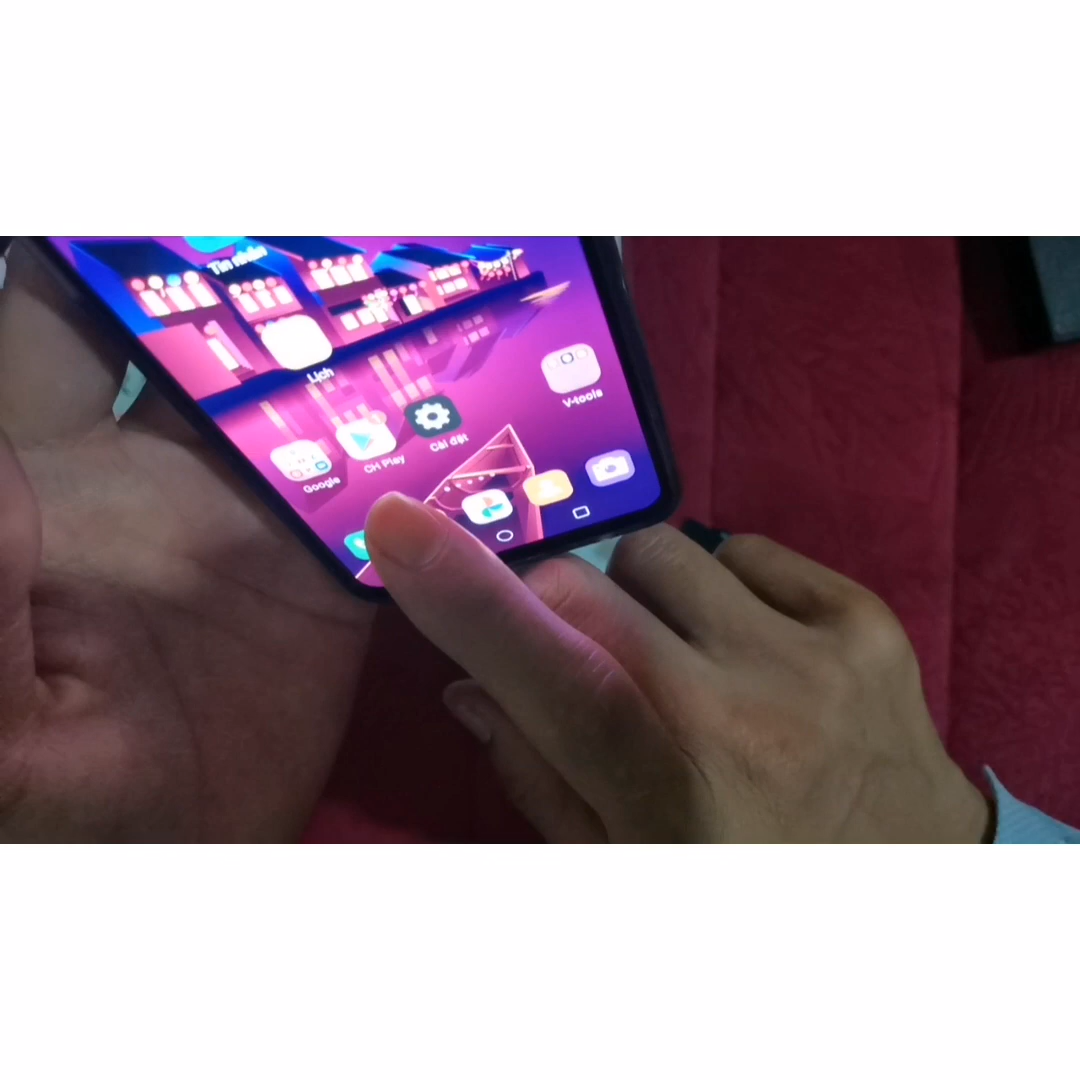 Tin nhắn
Lịch
V-tools
Cài đặt
CH Play
Google